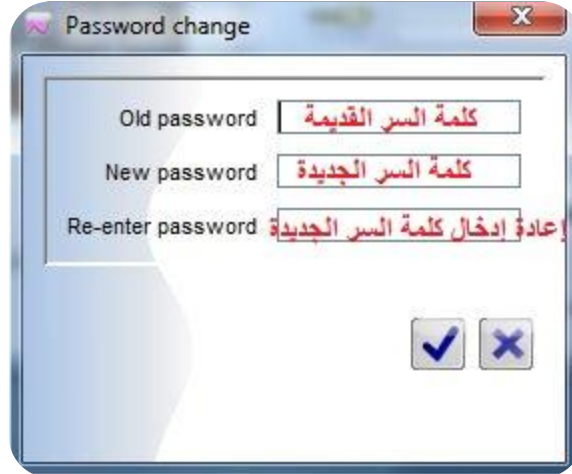 Password change
Old password كلمة السر القديمة
New password كلمة السر الجديدة
Re-enter password إعادة إدخال كلمة السر الجديدة